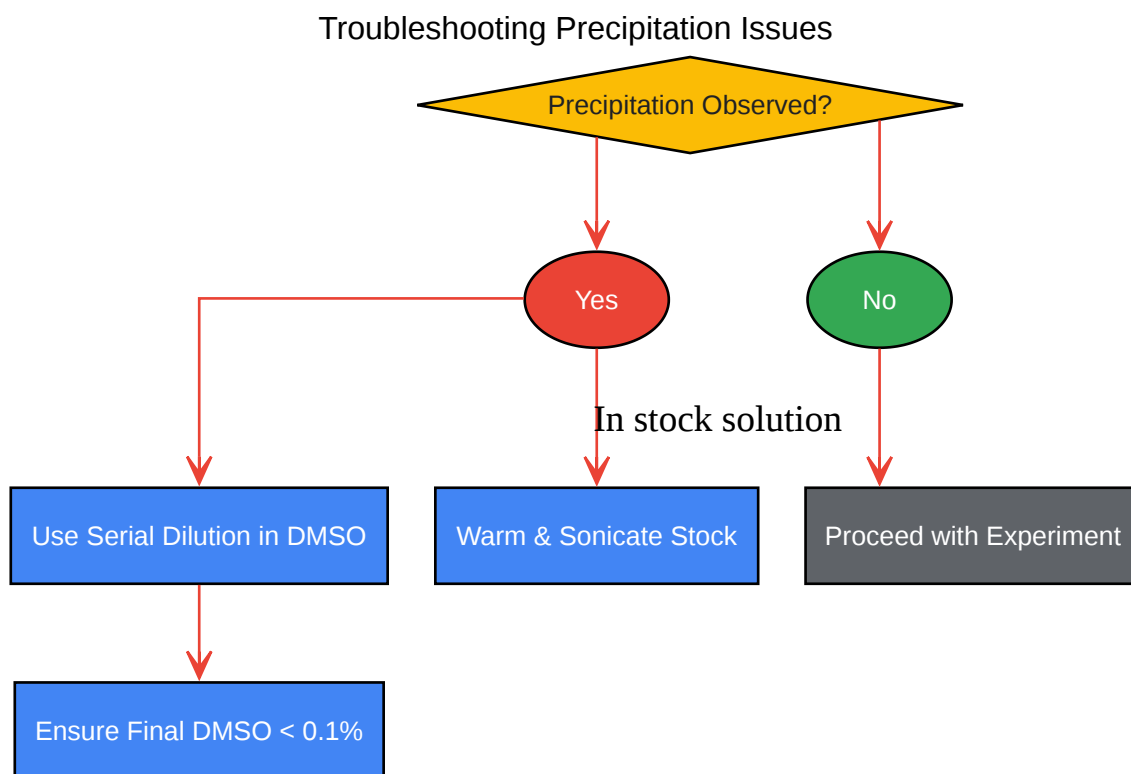 Troubleshooting Precipitation Issues
Precipitation Observed?
Yes
No
In stock solution
Use Serial Dilution in DMSO
Warm & Sonicate Stock
Proceed with Experiment
Ensure Final DMSO < 0.1%